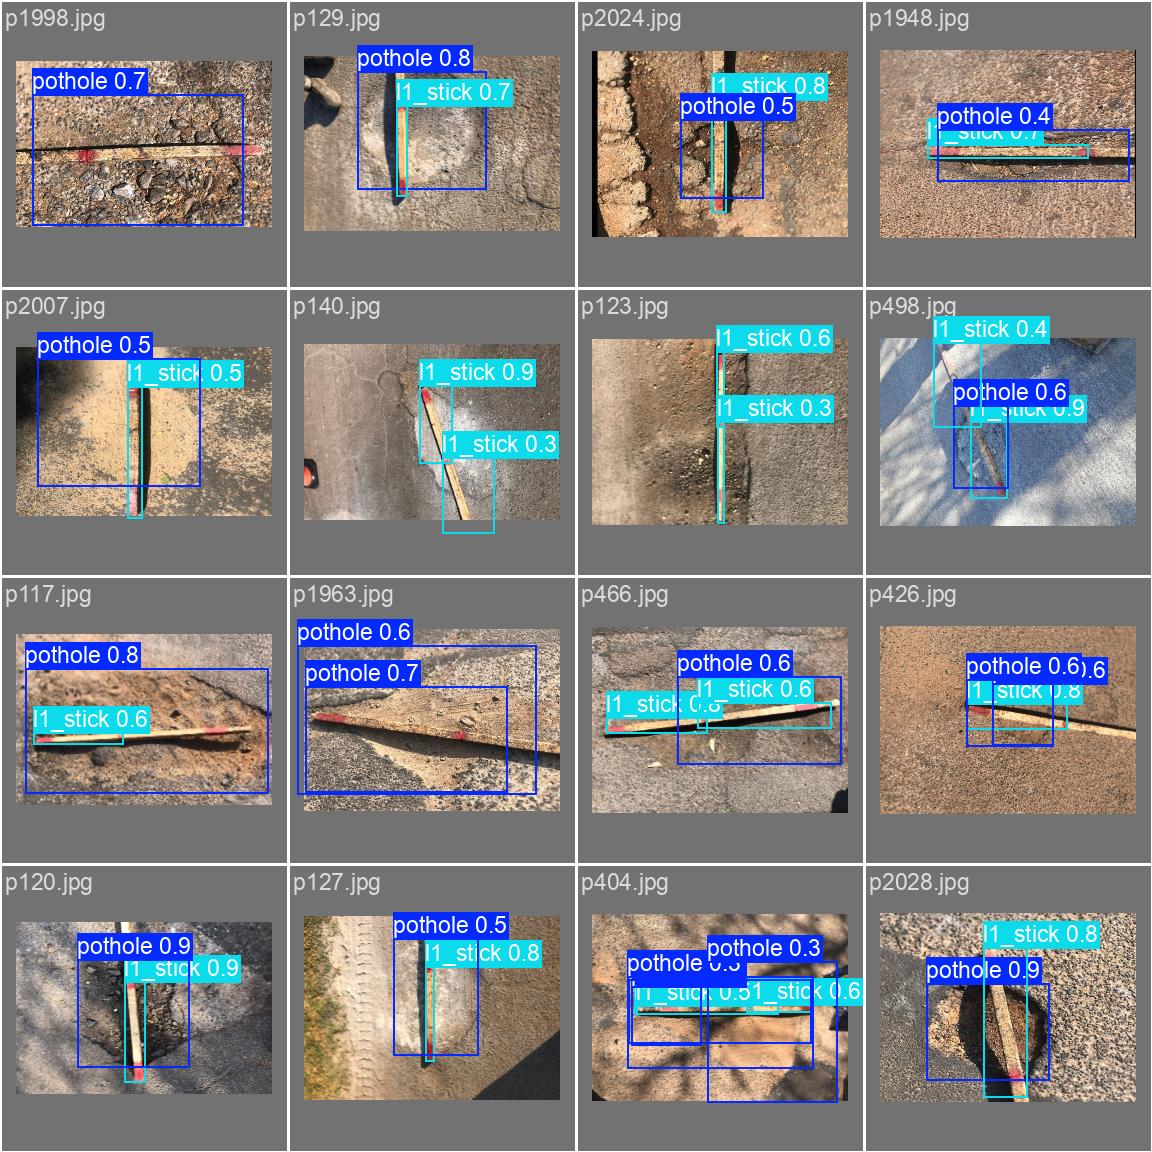 p1998.jpg
pothole 0.7
p129.jpg
pothole 0.8
l1_stick 0.7
p2024.jpg
l1_stick 0.8
pothole 0.5
p1948.jpg
pothole 0.4
l1_stick 0.7
p2007.jpg
pothole 0.5
l1_stick 0.5
p140.jpg
l1_stick 0.9
l1_stick 0.3
p123.jpg
l1_stick 0.6
l1_stick 0.3
p498.jpg
l1_stick 0.4
pothole 0.6
l1_stick 0.9
p117.jpg
pothole 0.8
l1_stick 0.6
p1963.jpg
pothole 0.6
pothole 0.7
p466.jpg
pothole 0.6
l1_stick 0.6
l1_stick
p426.jpg
pothole 0.6
l1_stick 0.8
p120.jpg
pothole 0.9
l1_stick 0.9
p127.jpg
pothole 0.5
l1_stick 0.8
p404.jpg
pothole 0.3
pothole
l1_stick 0.5
l1_stick 0.6
p2028.jpg
l1_stick 0.8
pothole 0.9